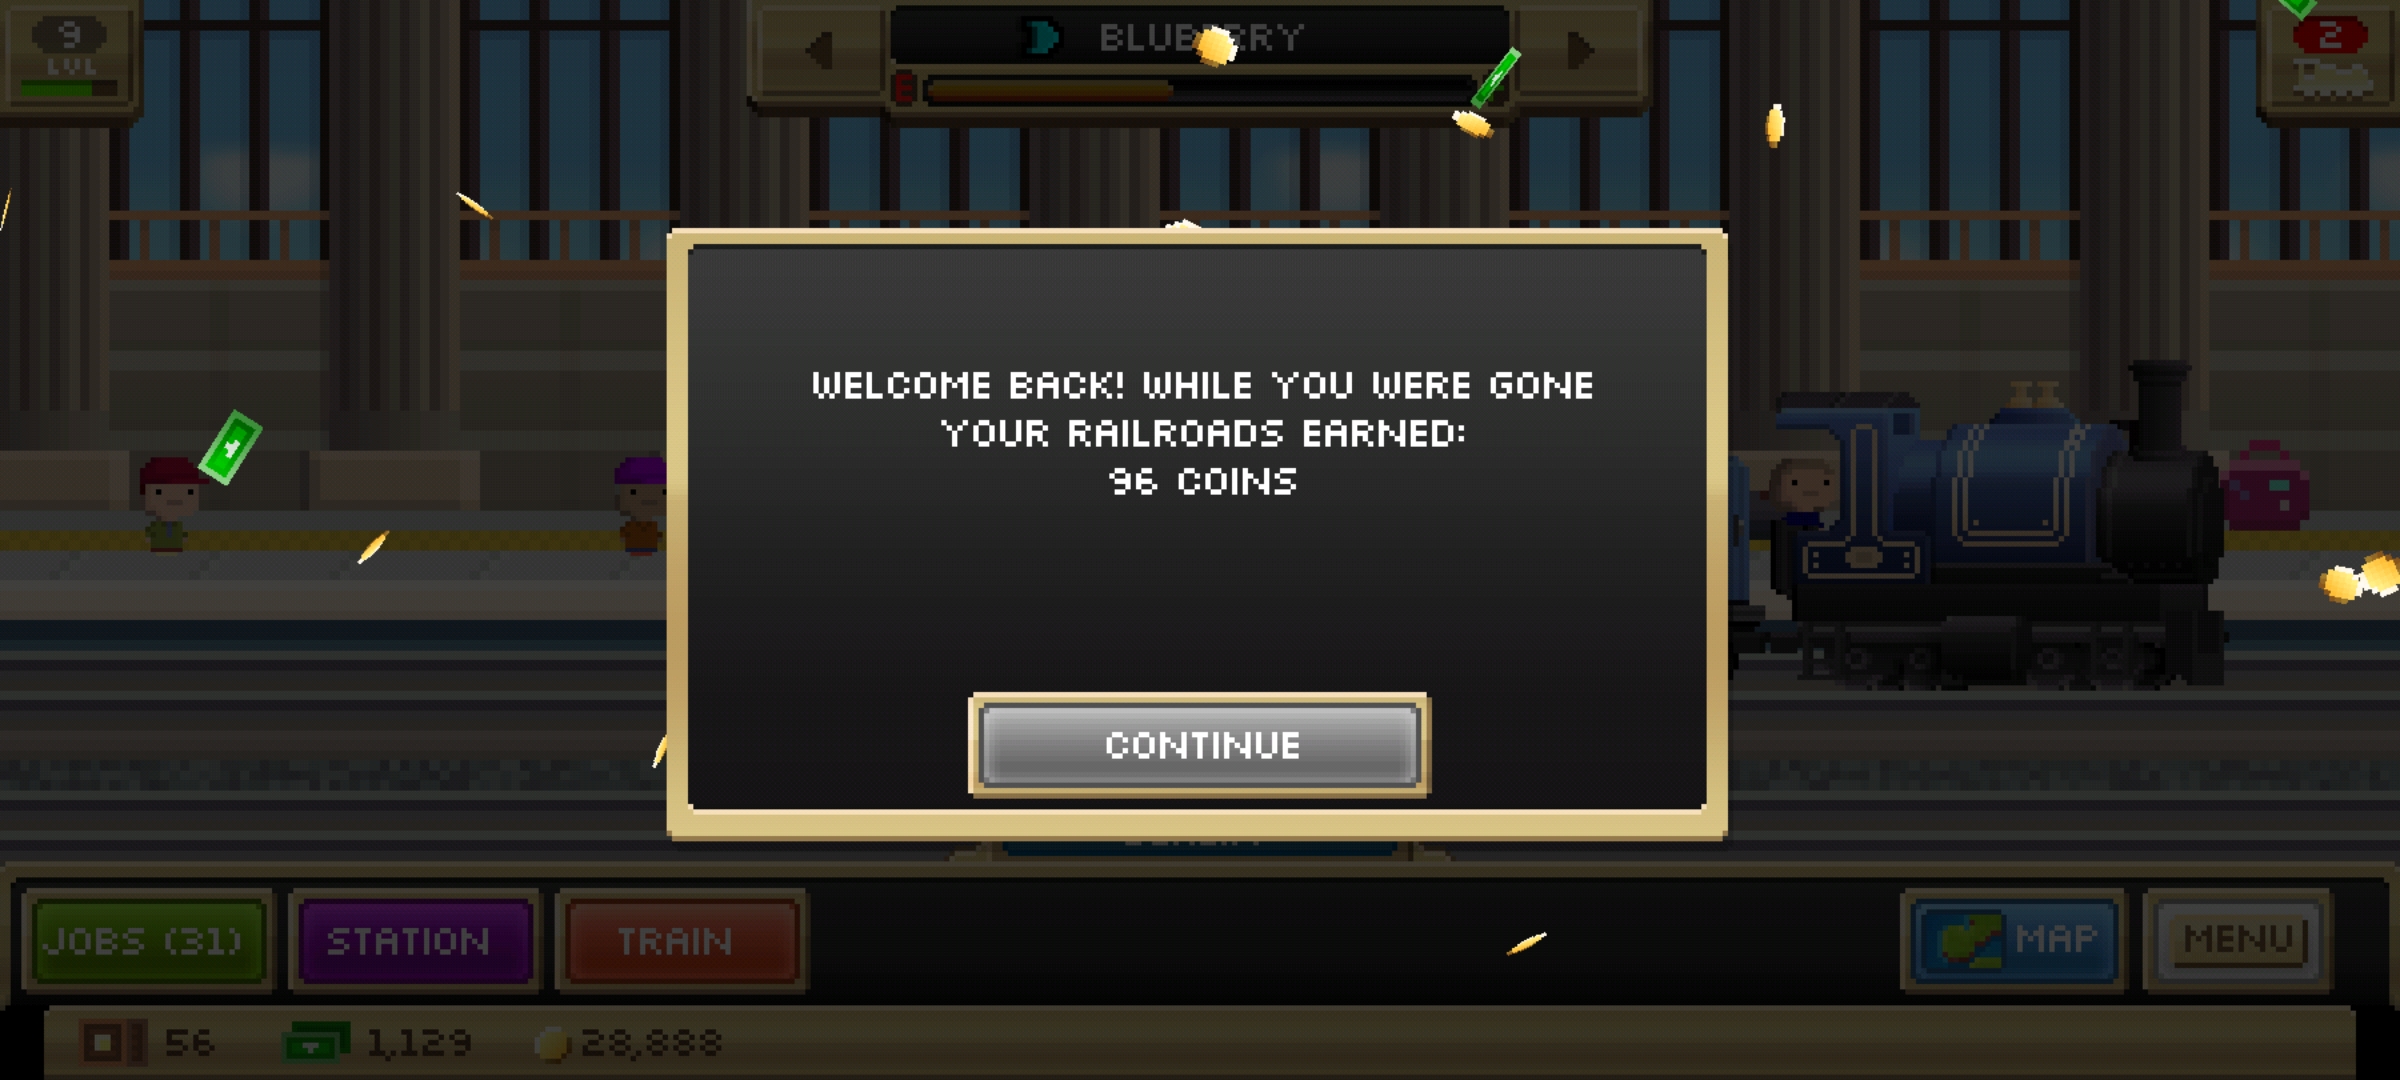 9
LVL
BLUE RY
E
2
WELCOME BACK! WHILE YOU WERE GONE
YOUR RAILROADS EARNED:
96 COINS
CONTINUE
JOBS (31)
STATION
TRAIN
MAP
MENU
56
1,129
28,888